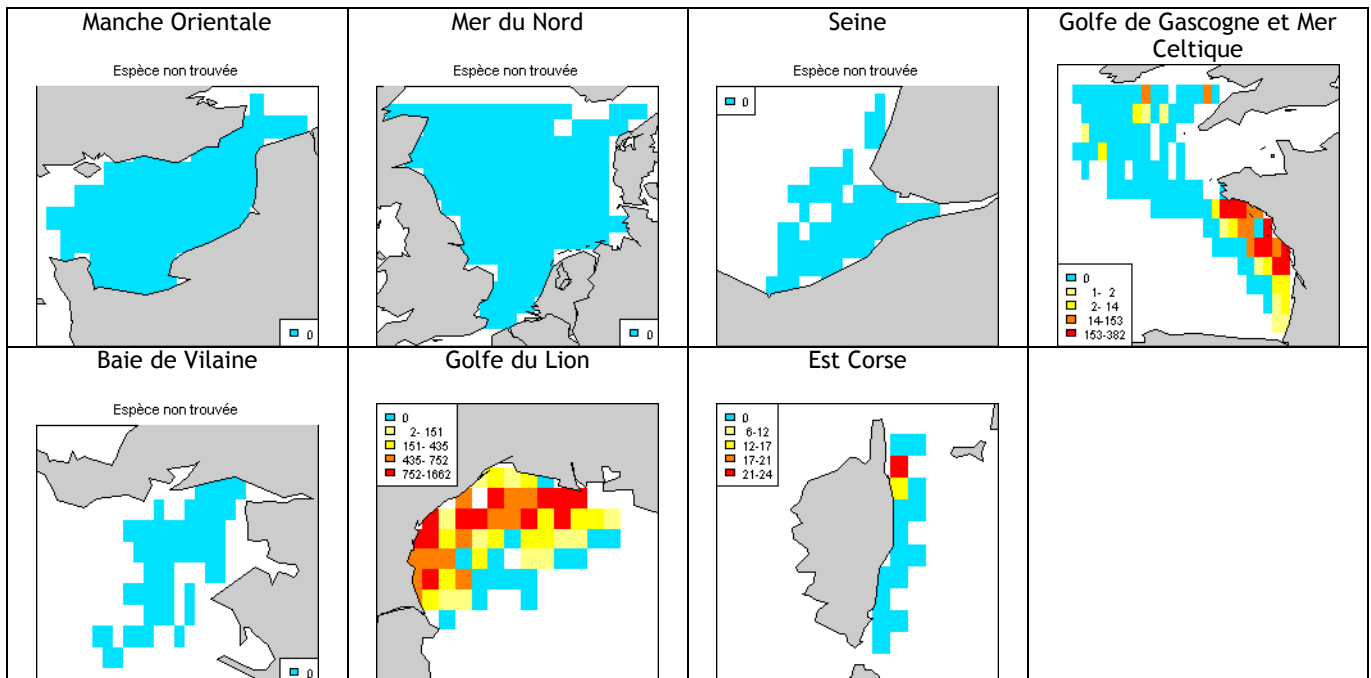 Manche Orientale
Espèce non trouvée
0
Mer du Nord
Espèce non trouvée
0
Seine
Espèce non trouvée
0
Golfe de Gascogne et Mer
Celtique
0
1- 2
2- 14
14-153
153-382
Baie de Vilaine
Espèce non trouvée
0
Golfe du Lion
0
2- 151
151- 435
435- 752
752-1662
Est Corse
0
6-12
12-17
17-21
21-24